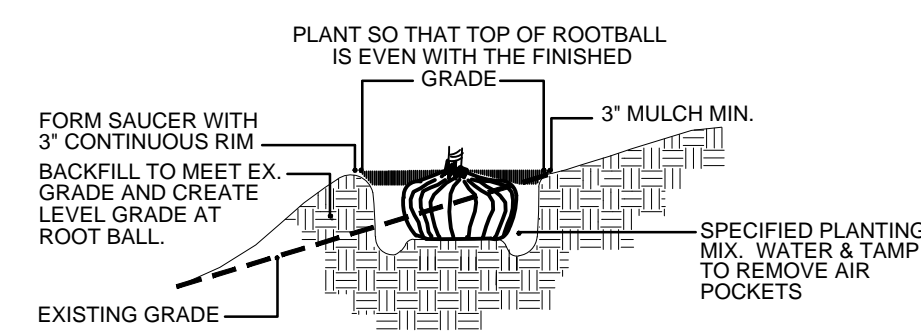 PLANT SO THAT TOP OF ROOTBALL
IS EVEN WITH THE FINISHED
GRADE
FORM SAUCER WITH
3" CONTINUOUS RIM
BACKFILL TO MEET EX.
GRADE AND CREATE
LEVEL GRADE AT
ROOT BALL.
EXISTING GRADE
3" MULCH MIN.
SPECIFIED PLANTING
MIX. WATER & TAMP
TO REMOVE AIR
POCKETS